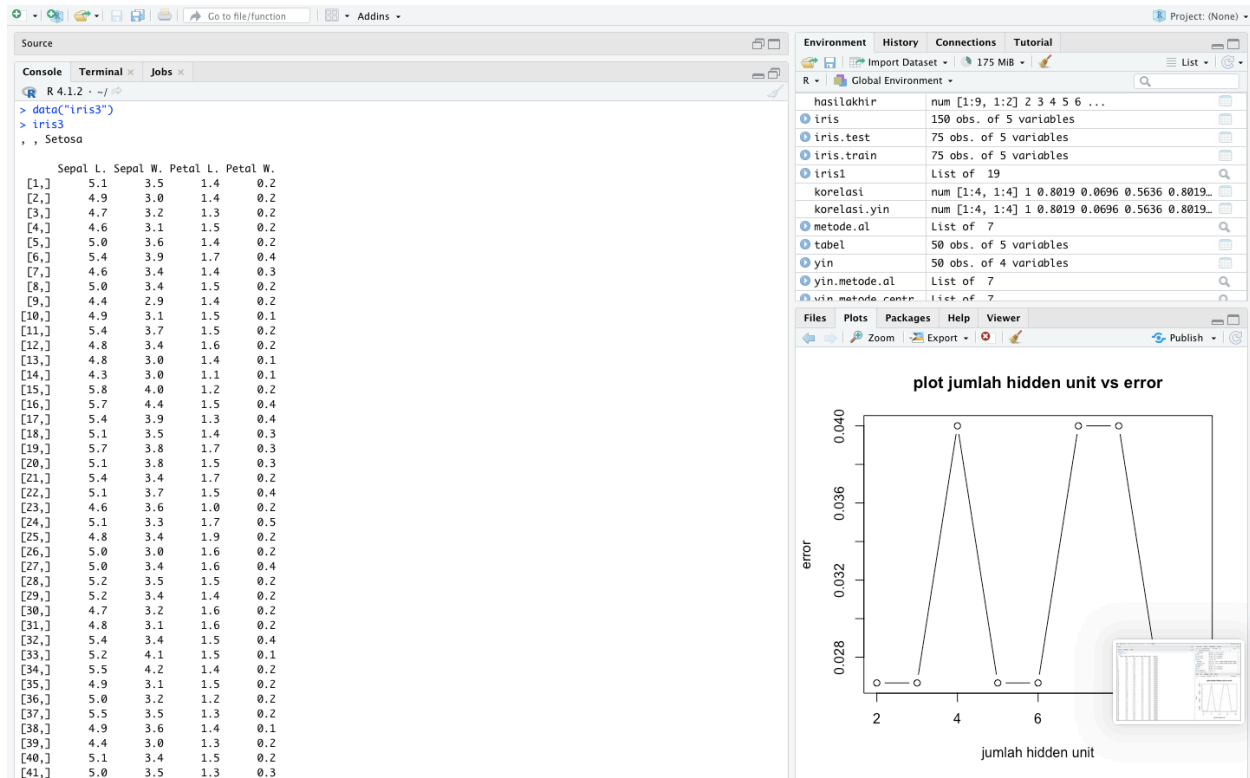 Go to file/function Addins Project: (None)
Source
Console Terminal Jobs
R 4.1.2 · ~/
> data("iris3")
> iris3
, , Setosa
Sepal L. Sepal W. Petal L. Petal W.
[1,] 5.1 3.5 1.4 0.2
[2,] 4.9 3.0 1.4 0.2
[3,] 4.7 3.2 1.3 0.2
[4,] 4.6 3.1 1.5 0.2
[5,] 5.0 3.6 1.4 0.2
[6,] 5.4 3.9 1.7 0.4
[7,] 4.6 3.4 1.4 0.3
[8,] 5.0 3.4 1.5 0.2
[9,] 4.4 2.9 1.4 0.2
[10,] 4.9 3.1 1.5 0.1
[11,] 5.4 3.7 1.5 0.2
[12,] 4.8 3.4 1.6 0.2
[13,] 4.8 3.0 1.4 0.1
[14,] 4.3 3.0 1.1 0.1
[15,] 5.8 4.0 1.2 0.2
[16,] 5.7 4.4 1.5 0.4
[17,] 5.4 3.9 1.3 0.4
[18,] 5.1 3.5 1.4 0.3
[19,] 5.7 3.8 1.7 0.3
[20,] 5.1 3.8 1.5 0.3
[21,] 5.4 3.4 1.7 0.2
[22,] 5.1 3.7 1.5 0.4
[23,] 4.6 3.6 1.0 0.2
[24,] 5.1 3.3 1.7 0.5
[25,] 4.8 3.4 1.9 0.2
[26,] 5.0 3.0 1.6 0.2
[27,] 5.0 3.4 1.6 0.4
[28,] 5.2 3.5 1.5 0.2
[29,] 5.2 3.4 1.4 0.2
[30,] 4.7 3.2 1.6 0.2
[31,] 4.8 3.1 1.6 0.2
[32,] 5.4 3.4 1.5 0.4
[33,] 5.2 4.1 1.5 0.1
[34,] 5.5 4.2 1.4 0.2
[35,] 4.9 3.1 1.5 0.2
[36,] 5.0 3.2 1.2 0.2
[37,] 5.5 3.5 1.3 0.2
[38,] 4.9 3.6 1.4 0.1
[39,] 4.4 3.0 1.3 0.2
[40,] 5.1 3.4 1.5 0.2
[41,] 5.0 3.5 1.3 0.3
Environment History Connections Tutorial
Import Dataset 175 MiB List
R Global Environment
hasilakhir num [1:9, 1:2] 2 3 4 5 6 ...
iris 150 obs. of 5 variables
iris.test 75 obs. of 5 variables
iris.train 75 obs. of 5 variables
iris1 List of 19
korelasi num [1:4, 1:4] 1 0.8019 0.0696 0.5636 0.8019…
korelasi.yin num [1:4, 1:4] 1 0.8019 0.0696 0.5636 0.8019…
metode.al List of 7
tabel 50 obs. of 5 variables
yin 50 obs. of 4 variables
yin.metode.al List of 7
yin.metode.centr List of 7
Files Plots Packages Help Viewer
Zoom Export Publish
plot jumlah hidden unit vs error
0.040
0.036
0.032
0.028
error
2 4 6
jumlah hidden unit